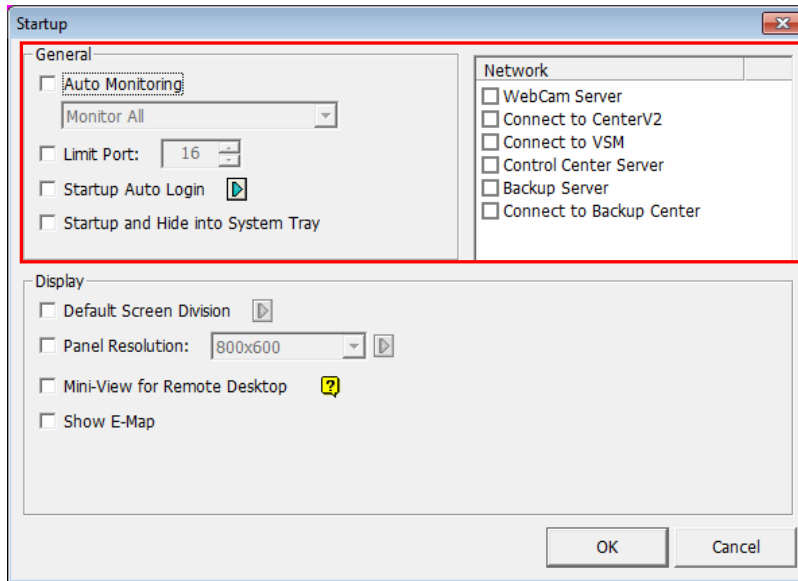 Startup
General
Auto Monitoring
Monitor All
Limit Port: 16
Startup Auto Login
Startup and Hide into System Tray
Network
WebCam Server
Connect to CenterV2
Connect to VSM
Control Center Server
Backup Server
Connect to Backup Center
Display
Default Screen Division
Panel Resolution: 800x600
Mini-View for Remote Desktop ?
Show E-Map
OK Cancel